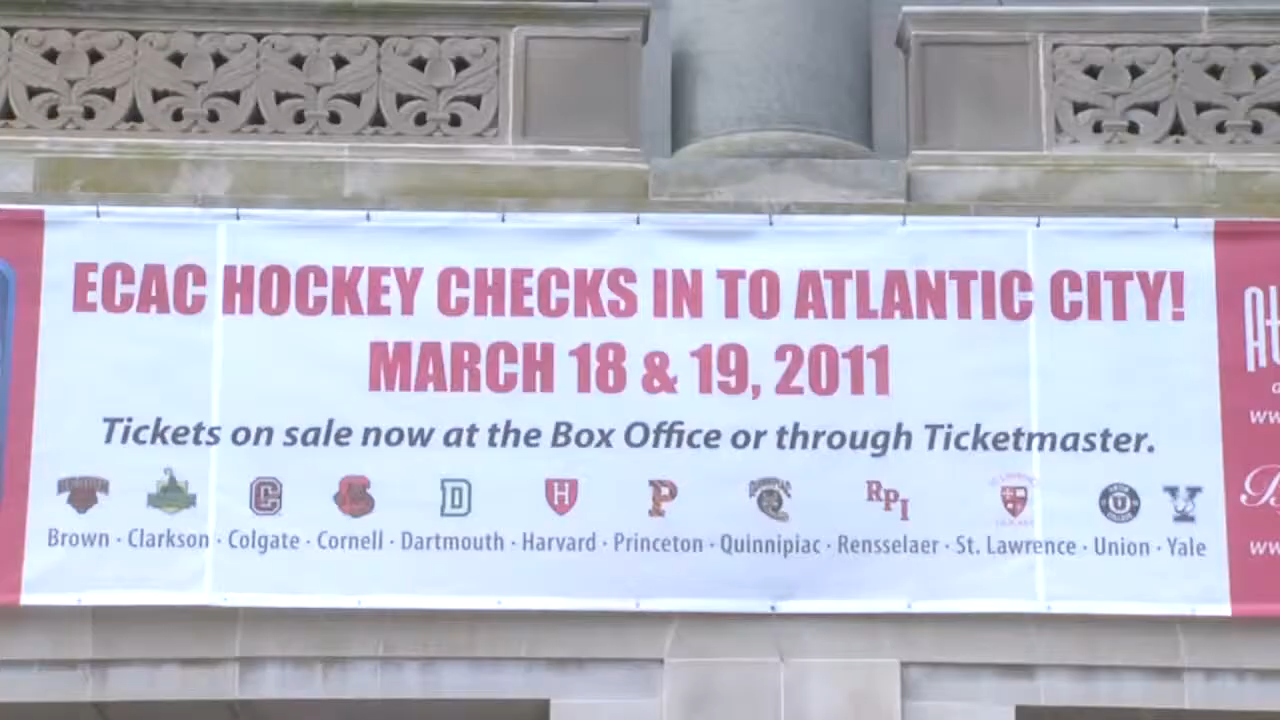 ECAC HOCKEY CHECKS IN TO ATLANTIC CITY!
MARCH 18 & 19, 2011
Tickets on sale now at the Box Office or through Ticketmaster.
C D H P Q RPI U Y
Brown · Clarkson · Colgate · Cornell · Dartmouth · Harvard · Princeton · Quinnipiac · Rensselaer · St. Lawrence · Union · Yale